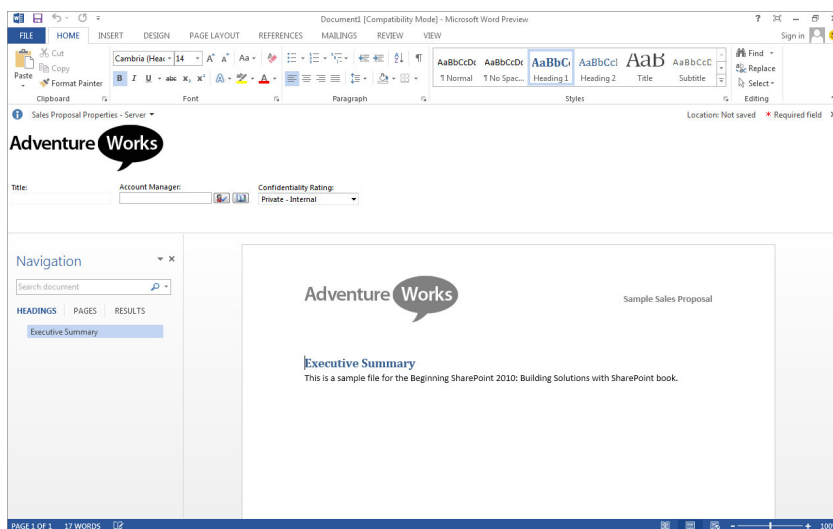 Document1 [Compatibility Mode] - Microsoft Word Preview
FILE HOME INSERT DESIGN PAGE LAYOUT REFERENCES MAILINGS REVIEW VIEW Sign in
Cut
Copy
Format Painter
Paste
Cambria (Heac 14
AaBbCcDc AaBbCcDc AaBbC AaBbCcI AaB AaBbCcD
¶ Normal ¶ No Spac... Heading 1 Heading 2 Title Subtitle
Find
Replace
Select
Clipboard Font Paragraph Styles Editing
Sales Proposal Properties - Server Location: Not saved * Required field
Adventure Works
Title: Account Manager: Confidentiality Rating:
Private - Internal
Navigation
Search document
HEADINGS PAGES RESULTS
Executive Summary
Adventure Works
Sample Sales Proposal
Executive Summary
This is a sample file for the Beginning SharePoint 2010: Building Solutions with SharePoint book.
PAGE 1 OF 1 17 WORDS 100